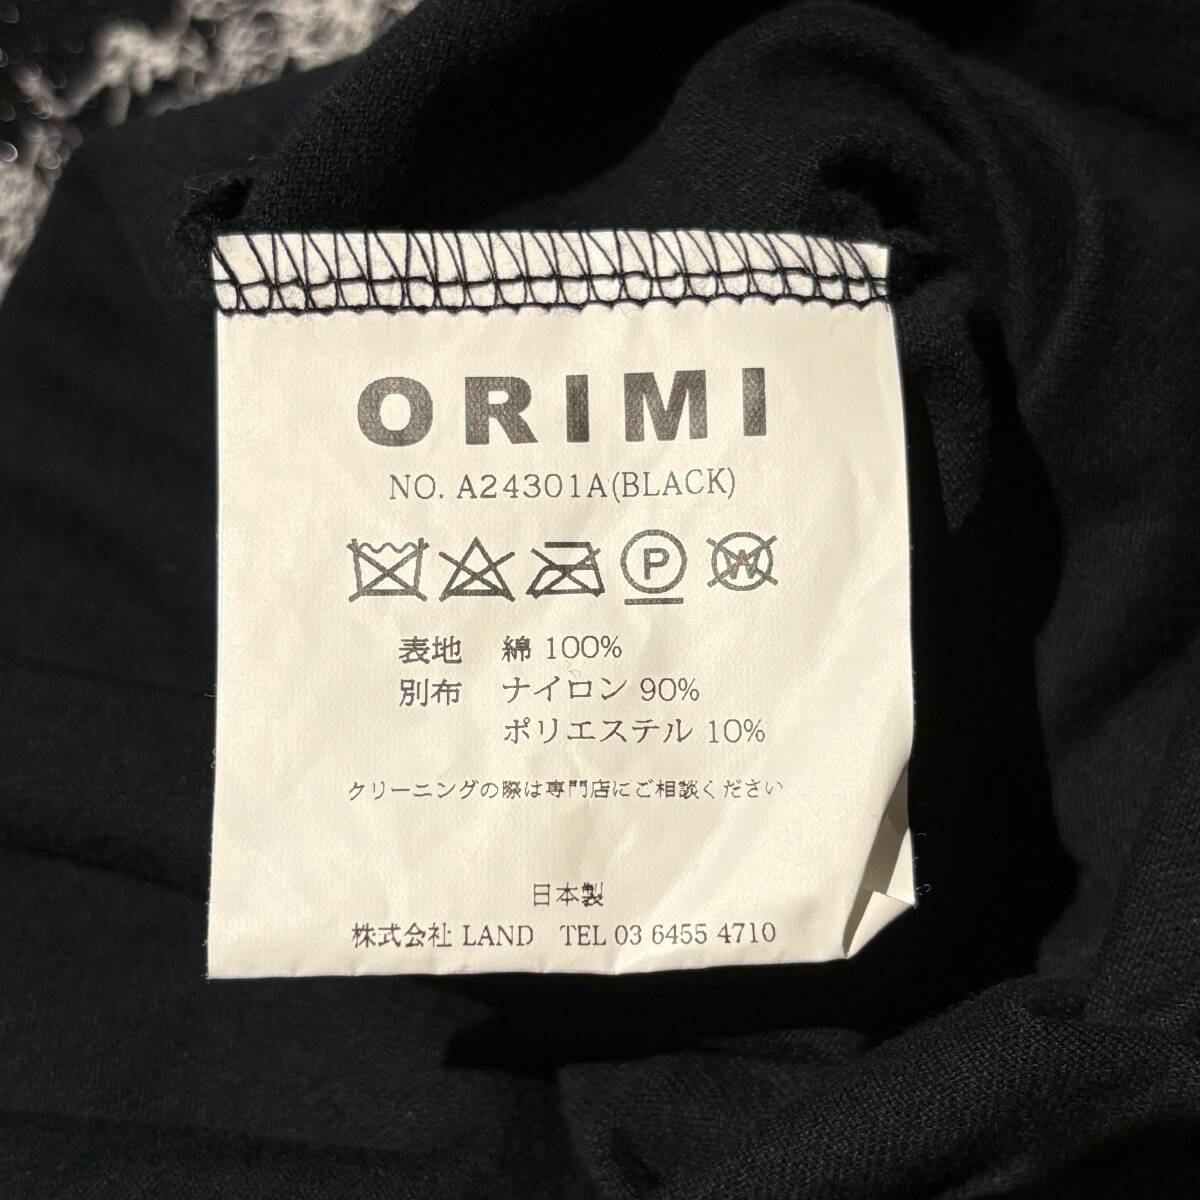 ORIMI
NO. A24301A(BLACK)
P W
表地 綿 100%
別布 ナイロン 90%
ポリエステル 10%
クリーニングの際は専門店にご相談ください
日本製
株式会社 LAND TEL 03 6455 4710